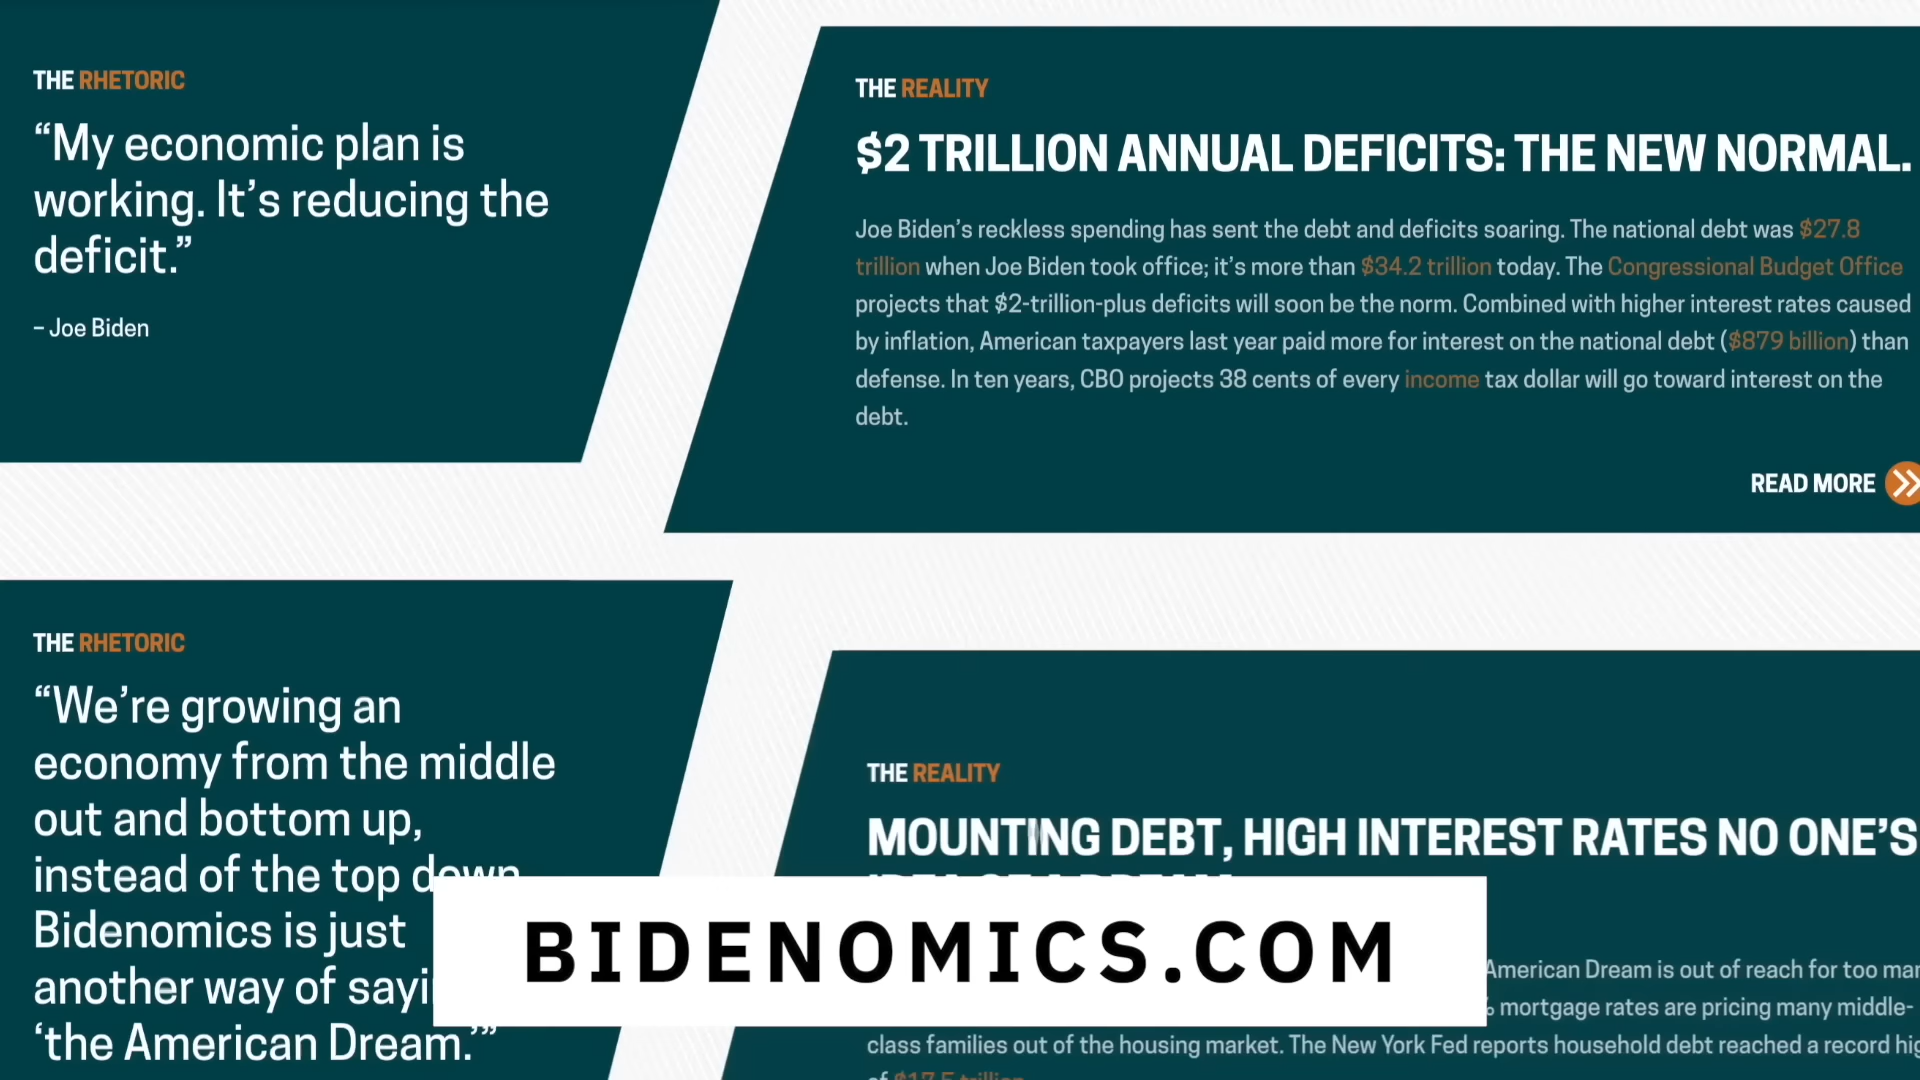 THE RHETORIC
“My economic plan is
working. It’s reducing the
deficit.”
– Joe Biden
THE REALITY
$2 TRILLION ANNUAL DEFICITS: THE NEW NORMAL.
Joe Biden’s reckless spending has sent the debt and deficits soaring. The national debt was $27.8
trillion when Joe Biden took office; it’s more than $34.2 trillion today. The Congressional Budget Office
projects that $2-trillion-plus deficits will soon be the norm. Combined with higher interest rates caused
by inflation, American taxpayers last year paid more for interest on the national debt ($879 billion) than
defense. In ten years, CBO projects 38 cents of every income tax dollar will go toward interest on the
debt.
READ MORE
THE RHETORIC
“We’re growing an
economy from the middle
out and bottom up,
instead of the top down
Bidenomics is just
another way of sayi
‘the American Dream.’”
THE REALITY
MOUNTING DEBT, HIGH INTEREST RATES NO ONE’S
American Dream is out of reach for too
mortgage rates are pricing many middle-
class families out of the housing market. The New York Fed reports household debt reached a record
of $17.5 trillion
BIDENOMICS.COM